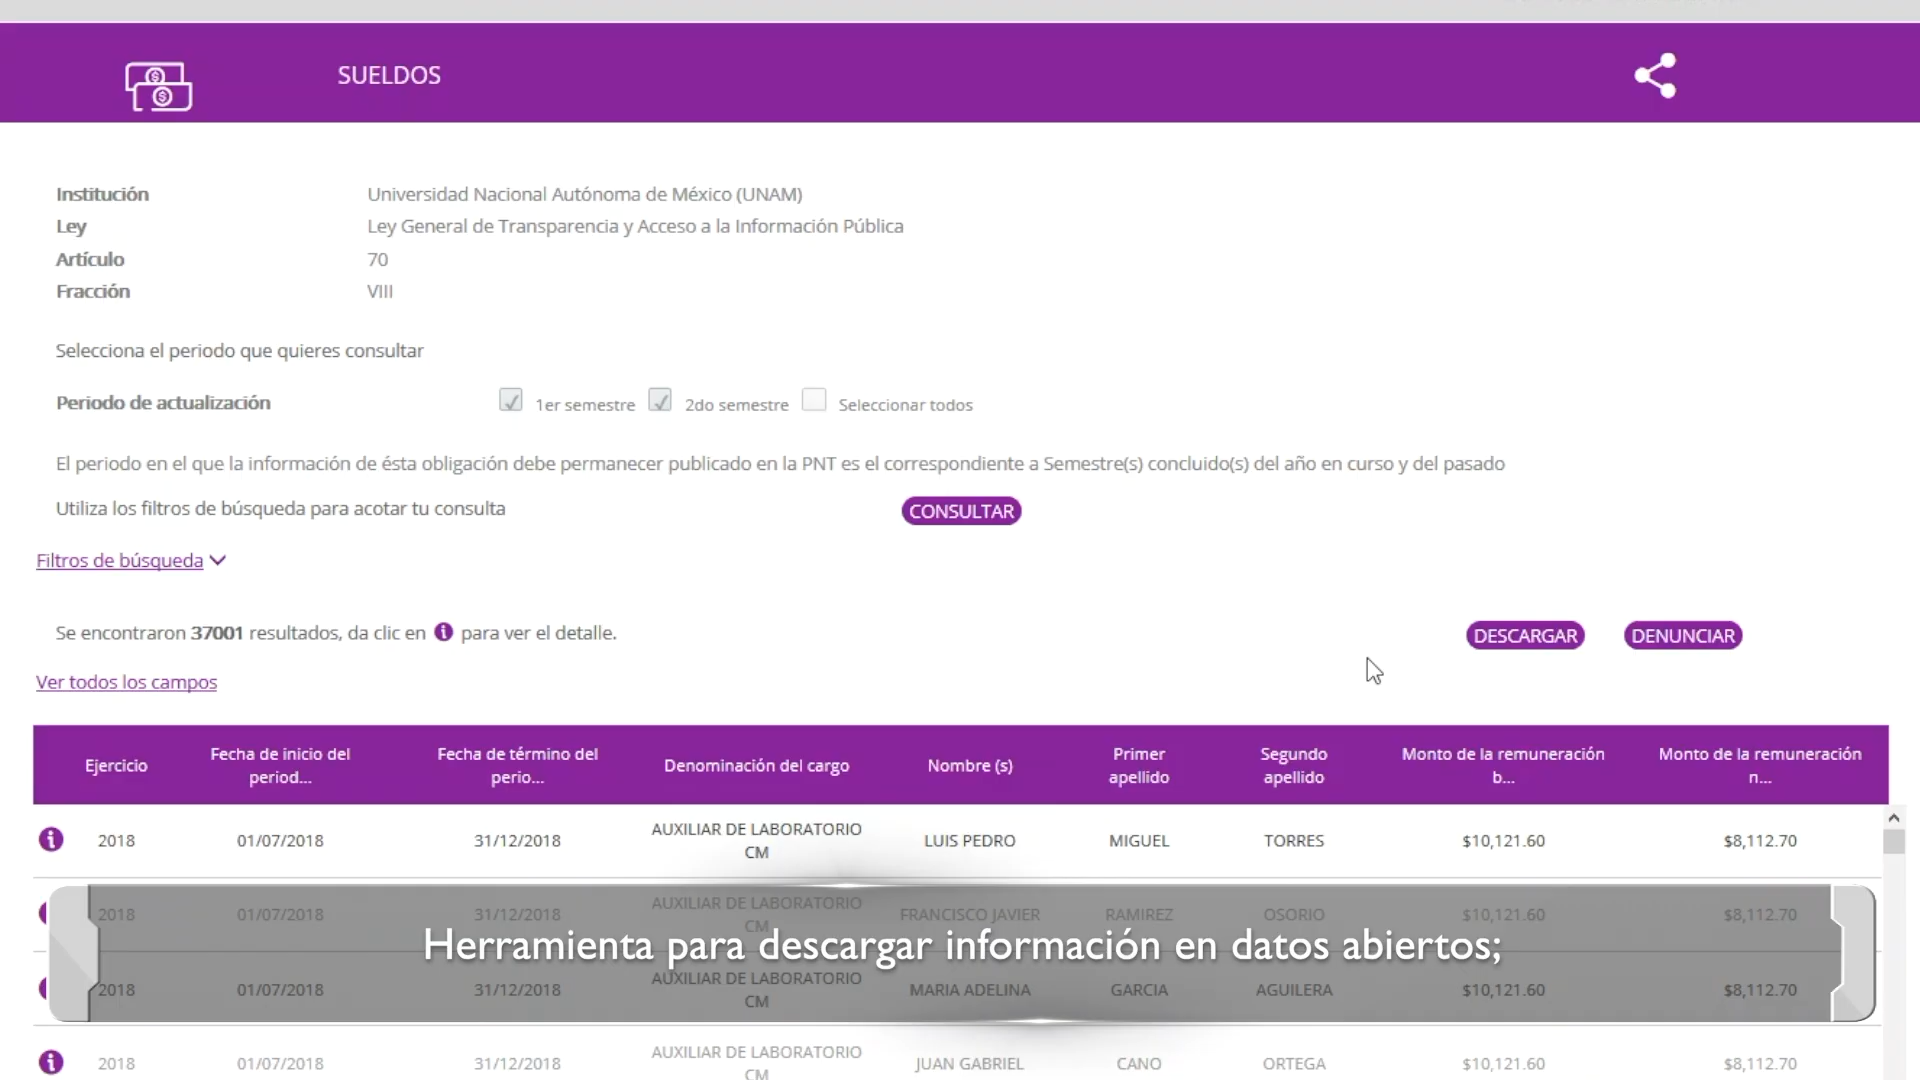 SUELDOS
Institución Universidad Nacional Autónoma de México (UNAM)
Ley Ley General de Transparencia y Acceso a la Información Pública
Artículo 70
Fracción VIII
Selecciona el periodo que quieres consultar
Periodo de actualización 1er semestre 2do semestre Seleccionar todos
El periodo en el que la información de ésta obligación debe permanecer publicado en la PNT es el correspondiente a Semestre(s) concluido(s) del año en curso y del pasado
Utiliza los filtros de búsqueda para acotar tu consulta CONSULTAR
Filtros de búsqueda
Se encontraron 37001 resultados, da clic en i para ver el detalle. DESCARGAR DENUNCIAR
Ver todos los campos
Ejercicio
Fecha de inicio del
period...
Fecha de término del
perio...
Denominación del cargo
Nombre (s)
Primer
apellido
Segundo
apellido
Monto de la remuneración
b...
Monto de la remuneración
n...
2018 01/07/2018 31/12/2018 AUXILIAR DE LABORATORIO
CM
LUIS PEDRO MIGUEL TORRES $10,121.60 $8,112.70
2018 01/07/2018 31/12/2018 AUXILIAR DE LABORATORIO
CM
FRANCISCO JAVIER RAMIREZ OSORIO $10,121.60 $8,112.70
Herramienta para descargar información en datos abiertos;
2018 01/07/2018 31/12/2018 AUXILIAR DE LABORATORIO
CM
MARIA ADELINA GARCIA AGUILERA $10,121.60 $8,112.70
2018 01/07/2018 31/12/2018 AUXILIAR DE LABORATORIO
CM
JUAN GABRIEL CANO ORTEGA $10,121.60 $8,112.70